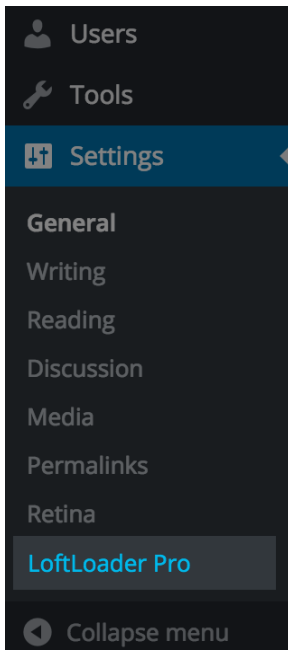 Users
Tools
Settings
General
Writing
Reading
Discussion
Media
Permalinks
Retina
LoftLoader Pro
Collapse menu